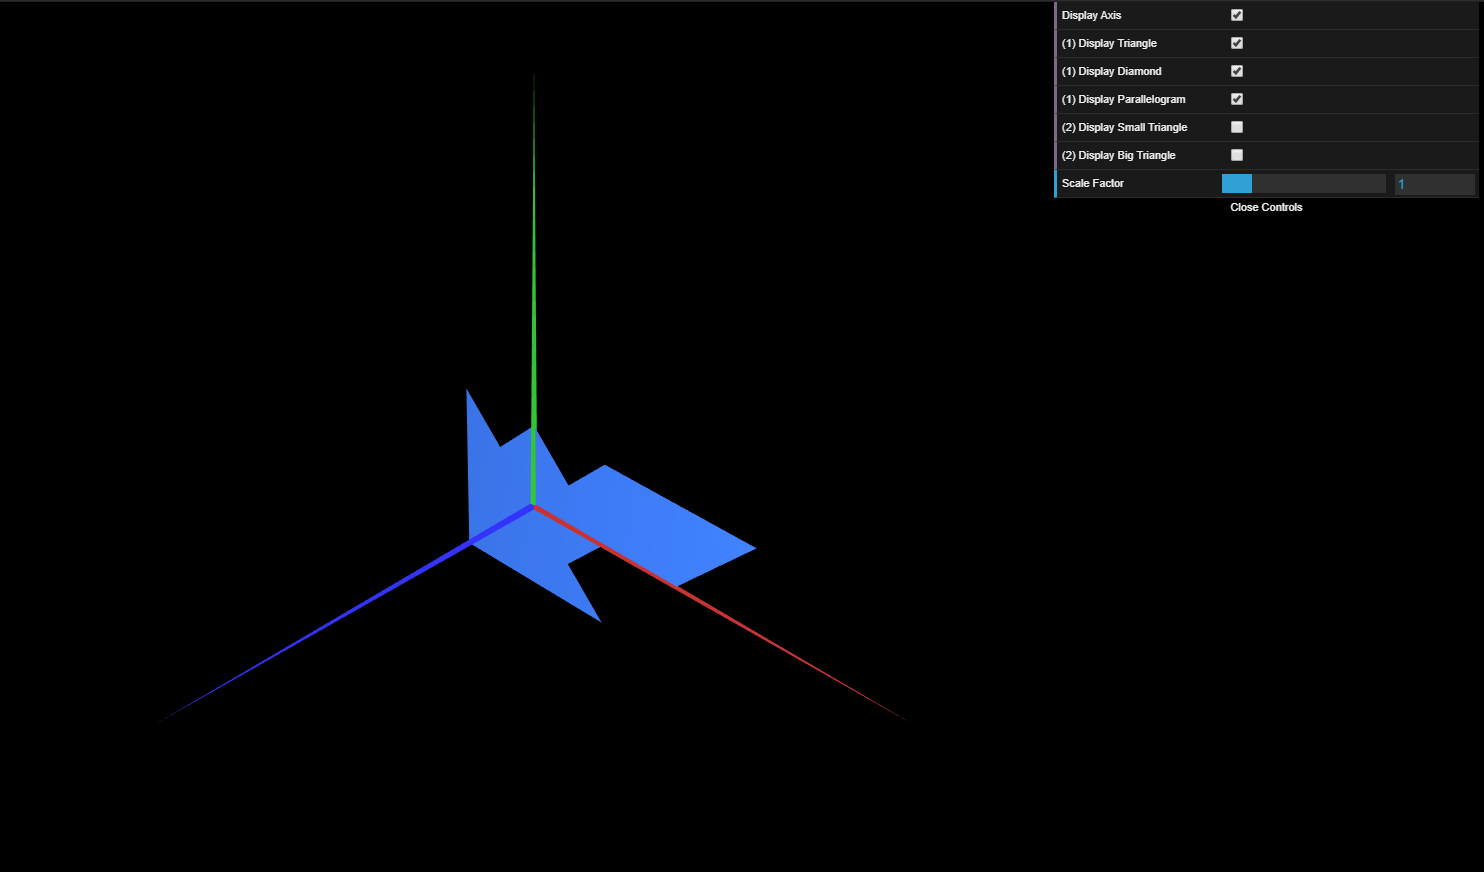 Display Axis
(1) Display Triangle
(1) Display Diamond
(1) Display Parallelogram
(2) Display Small Triangle
(2) Display Big Triangle
Scale Factor 1
Close Controls